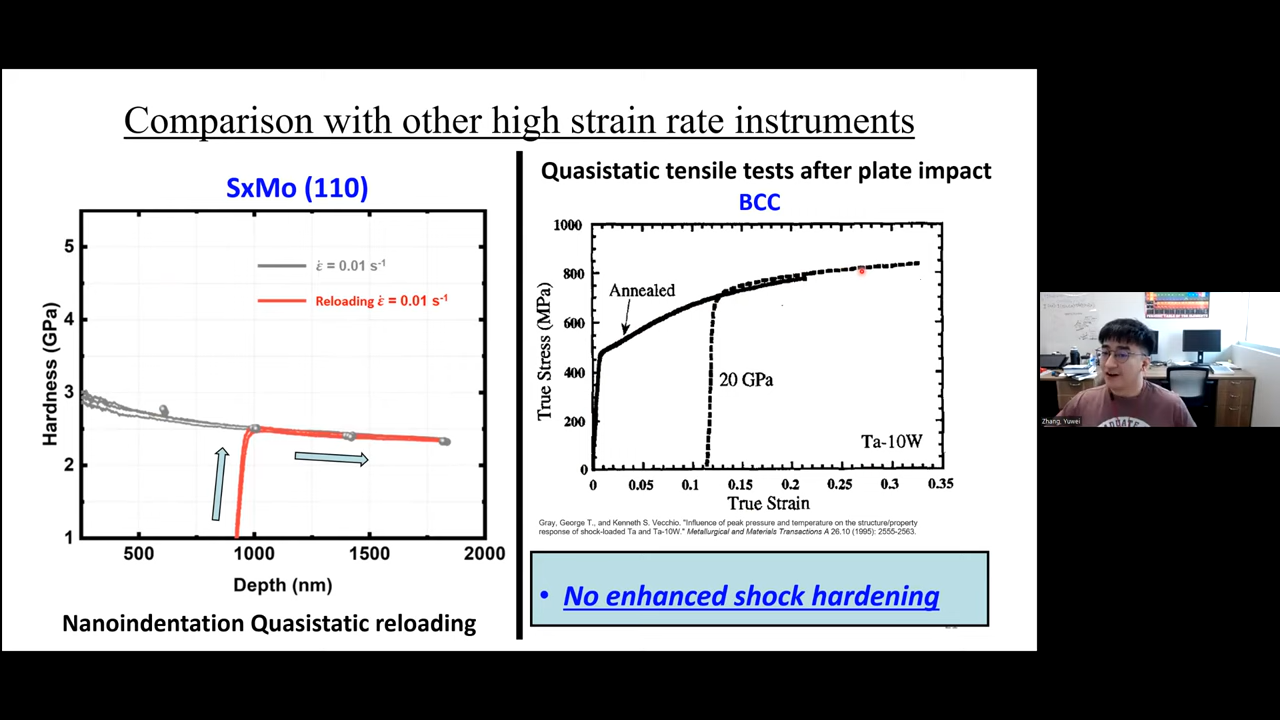 Comparison with other high strain rate instruments
SxMo (110)
Hardness (GPa)
5
4
3
2
1
ε̇ = 0.01 s⁻¹
Reloading ε̇ = 0.01 s⁻¹
500
1000
1500
2000
Depth (nm)
Nanoindentation Quasistatic reloading
Quasistatic tensile tests after plate impact
BCC
True Stress (MPa)
1000
800
600
400
200
0
Annealed
20 GPa
Ta-10W
0
0.05
0.1
0.15
0.2
0.25
0.3
0.35
True Strain
Gray, George T., and Kenneth S. Vecchio. "Influence of peak pressure and temperature on the structure/property
response of shock-loaded Ta and Ta-10W." Metallurgical and Materials Transactions A 26.10 (1995): 2555-2563.
• No enhanced shock hardening
Zhang, Yuwei